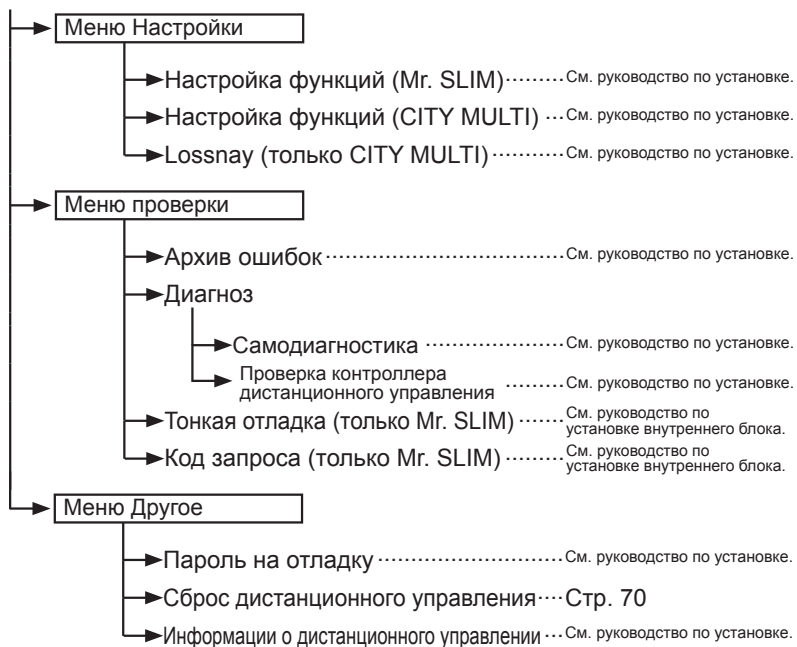 Меню Настройки
Настройка функций (Mr. SLIM)·········См. руководство по установке.
Настройка функций (CITY MULTI) ···См. руководство по установке.
Lossnay (только CITY MULTI)···········См. руководство по установке.
Меню проверки
Архив ошибок····································См. руководство по установке.
Диагноз
Самодиагностика ·····················См. руководство по установке.
Проверка контроллера
дистанционного управления ·········См. руководство по установке.
Тонкая отладка (только Mr. SLIM)·······См. руководство по
установке внутреннего блока.
Код запроса (только Mr. SLIM)·········См. руководство по
установке внутреннего блока.
Меню Другое
Пароль на отладку ····························См. руководство по установке.
Сброс дистанционного управления····Стр. 70
Информации о дистанционного управлении ···См. руководство по установке.